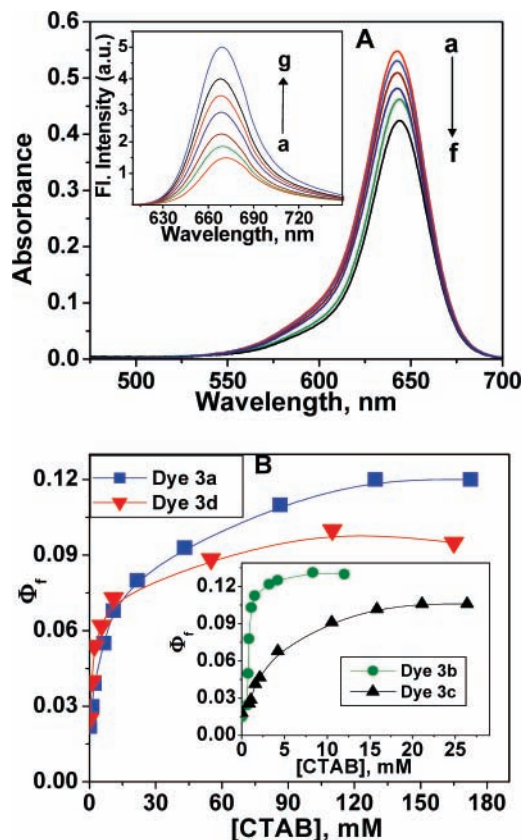 A
a
f
Absorbance
0.6
0.5
0.4
0.3
0.2
0.1
0.0
500
550
600
650
700
Wavelength, nm
Fl. Intensity (a.u.)
5
4
3
2
1
g
a
630
660
690
720
Wavelength, nm
B
Dye 3a
Dye 3d
Φf
0.12
0.09
0.06
0.03
0.00
0
30
60
90
120
150
180
[CTAB], mM
Φf
0.12
0.09
0.06
0.03
0.00
Dye 3b
Dye 3c
0
5
10
15
20
25
[CTAB], mM